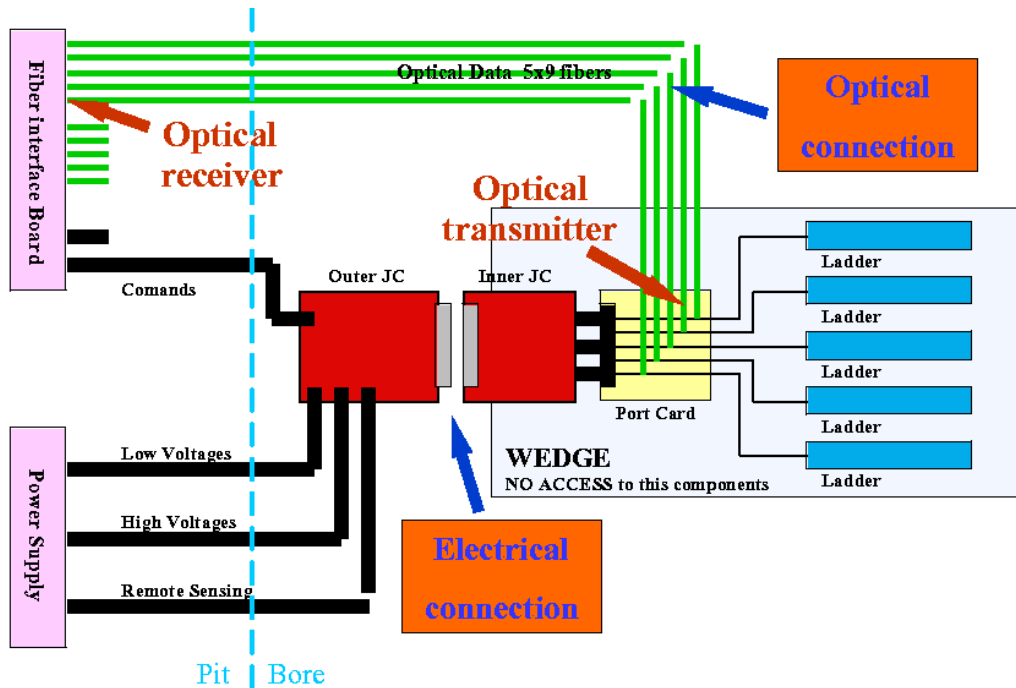 Fiber interface Board
Optical Data 5x9 fibers
Optical
connection
Optical
receiver
Optical
transmitter
Comands
Outer JC
Inner JC
Ladder
Ladder
Ladder
Ladder
Ladder
Port Card
WEDGE
NO ACCESS to this components
Power Supply
Low Voltages
High Voltages
Remote Sensing
Electrical
connection
Pit
Bore